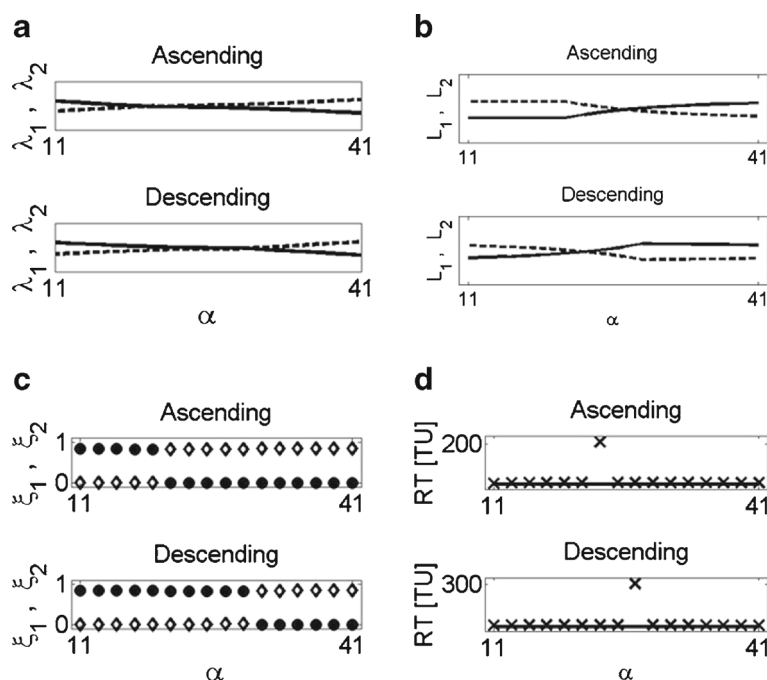 a
Ascending
λ1 , λ2
11 41
Descending
λ1 , λ2
11 41
α
b
Ascending
L1 , L2
11 41
Descending
L1 , L2
11 41
α
c
Ascending
ξ1 , ξ2
1
0
11 41
Descending
ξ1 , ξ2
1
0
11 41
α
d
Ascending
RT [TU]
200
11 41
Descending
RT [TU]
300
11 41
α